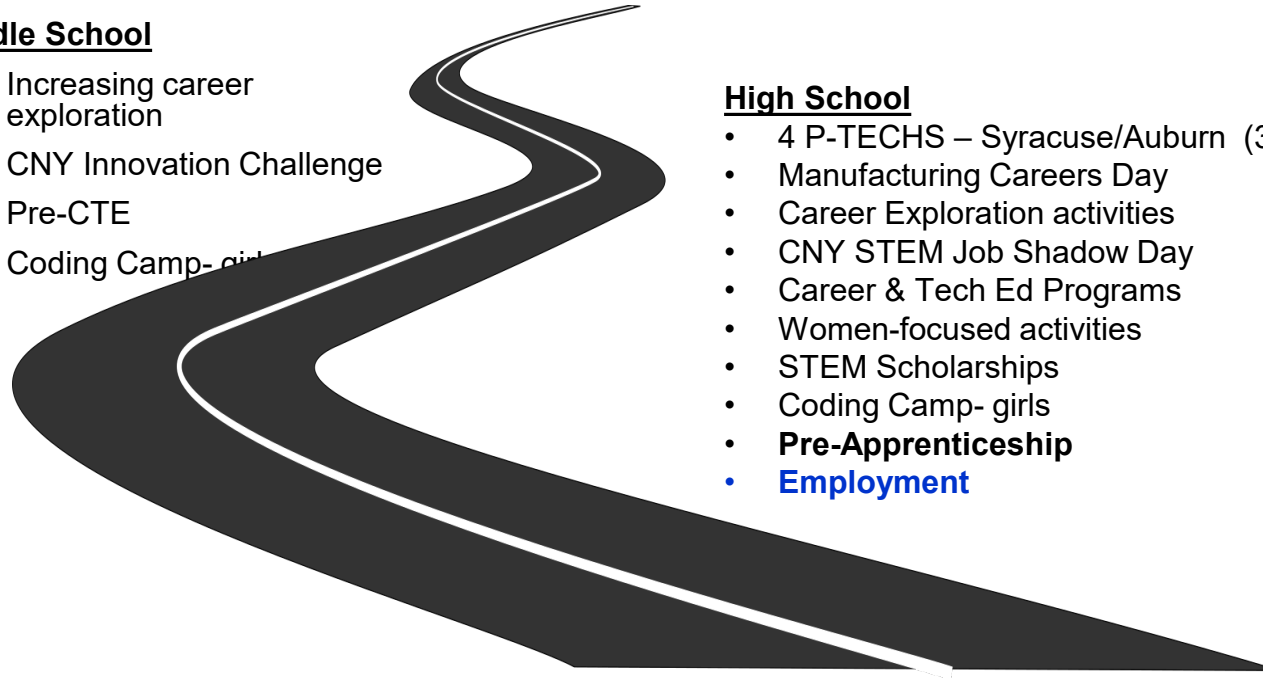 dle School
Increasing career
exploration
CNY Innovation Challenge
Pre-CTE
Coding Camp-
High School
• 4 P-TECHS – Syracuse/Auburn (3
• Manufacturing Careers Day
• Career Exploration activities
• CNY STEM Job Shadow Day
• Career & Tech Ed Programs
• Women-focused activities
• STEM Scholarships
• Coding Camp- girls
• Pre-Apprenticeship
• Employment